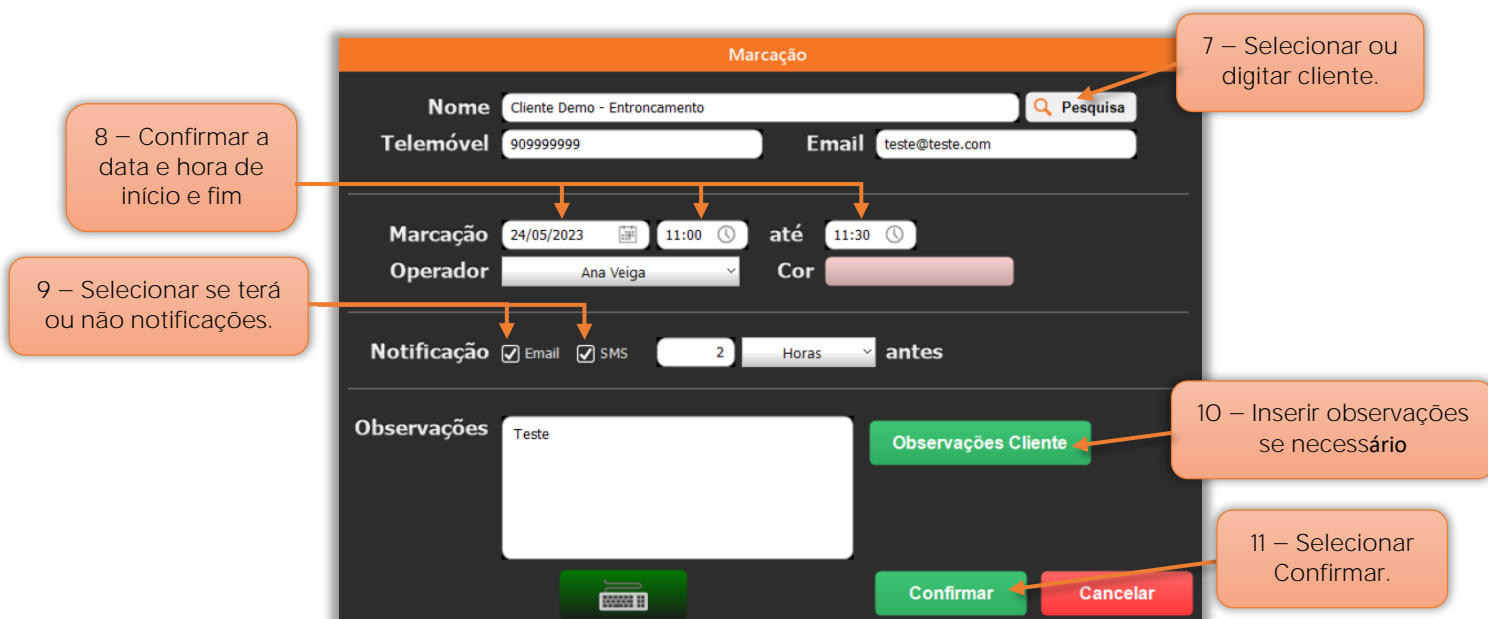 Marcação
7 – Selecionar ou
digitar cliente.
Nome Cliente Demo - Entroncamento Pesquisa
Telemóvel 909999999 Email teste@teste.com
8 – Confirmar a
data e hora de
início e fim
Marcação 24/05/2023 11:00 até 11:30
Operador Ana Veiga Cor
9 – Selecionar se terá
ou não notificações.
Notificação Email SMS 2 Horas antes
Observações Teste
Observações Cliente
10 – Inserir observações
se necessário
11 – Selecionar
Confirmar.
Confirmar Cancelar